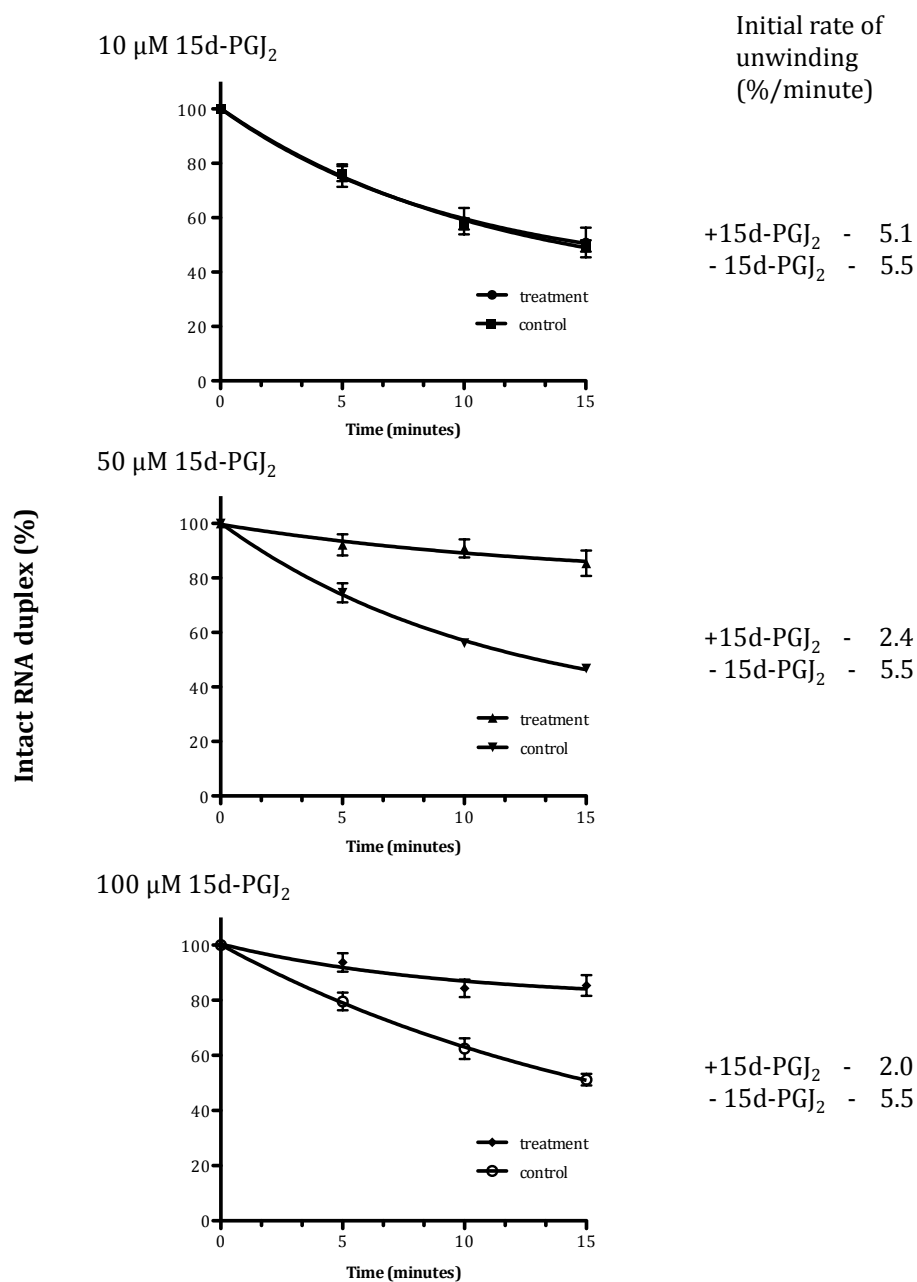 Initial rate of
unwinding
(%/minute)
10 μM 15d-PGJ₂
100
80
60
40
20
0
0 5 10 15
Time (minutes)
treatment
control
+15d-PGJ₂ - 5.1
- 15d-PGJ₂ - 5.5
50 μM 15d-PGJ₂
Intact RNA duplex (%)
100
80
60
40
20
0
0 5 10 15
Time (minutes)
treatment
control
+15d-PGJ₂ - 2.4
- 15d-PGJ₂ - 5.5
100 μM 15d-PGJ₂
100
80
60
40
20
0
0 5 10 15
Time (minutes)
treatment
control
+15d-PGJ₂ - 2.0
- 15d-PGJ₂ - 5.5